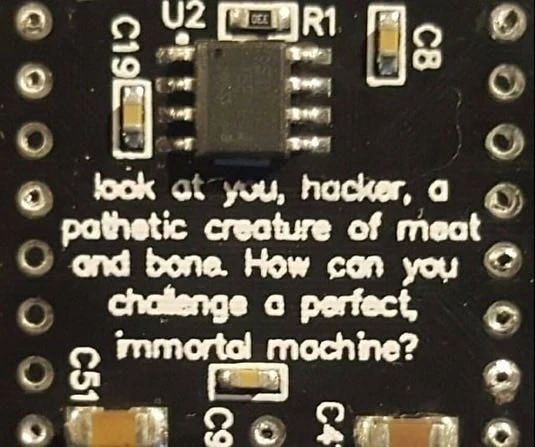 U2 R1
C19 C8
look at you, hacker, a
pathetic creature of meat
and bone. How can you
challenge a perfect,
immortal machine?
C51
C9 C4